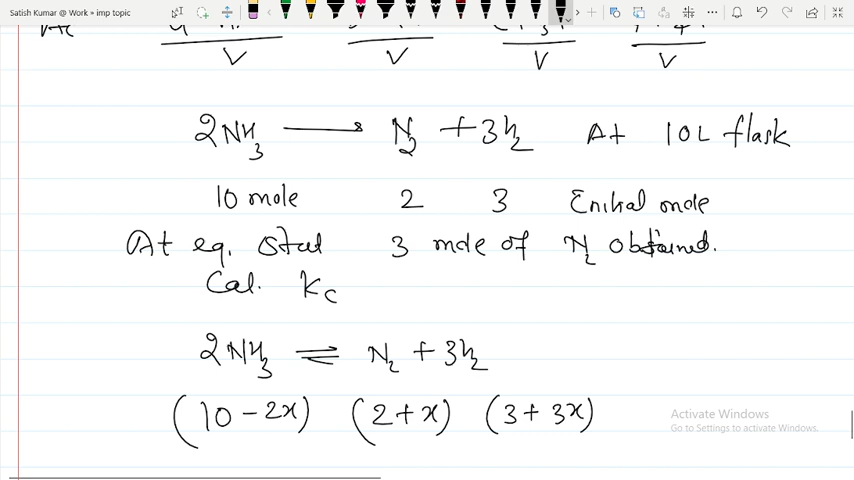 Satish Kumar @ Work » imp topic
V V V V
2NH3 ⟶ N2 + 3H2 At 10L flask
10 mole 2 3 Enitial mole
At eq. Stat 3 mole of N2 obtained.
Cal. Kc
2NH3 ⇌ N2 + 3H2
(10 - 2x) (2 + x) (3 + 3x)
Activate Windows
Go to Settings to activate Windows.